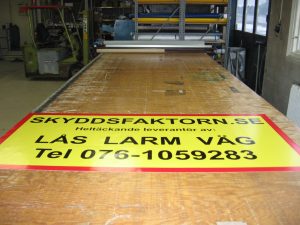 SKYDDSFAKTORN.SE
Heltäckande leverantör av:
LÅS LARM VÄG
Tel 076-1059283